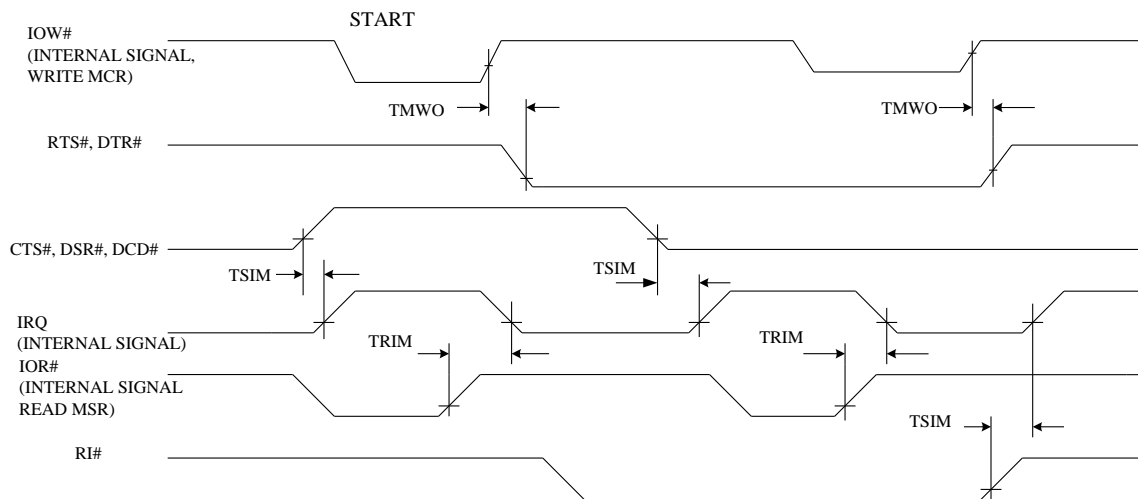 START
IOW#
(INTERNAL SIGNAL,
WRITE MCR)
TMWO
TMWO
RTS#, DTR#
CTS#, DSR#, DCD#
TSIM
TSIM
IRQ
(INTERNAL SIGNAL)
TRIM
TRIM
IOR#
(INTERNAL SIGNAL
READ MSR)
TSIM
RI#